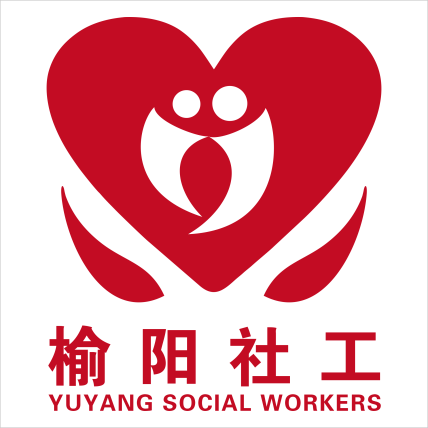 榆阳社工
YUYANG SOCIAL WORKERS